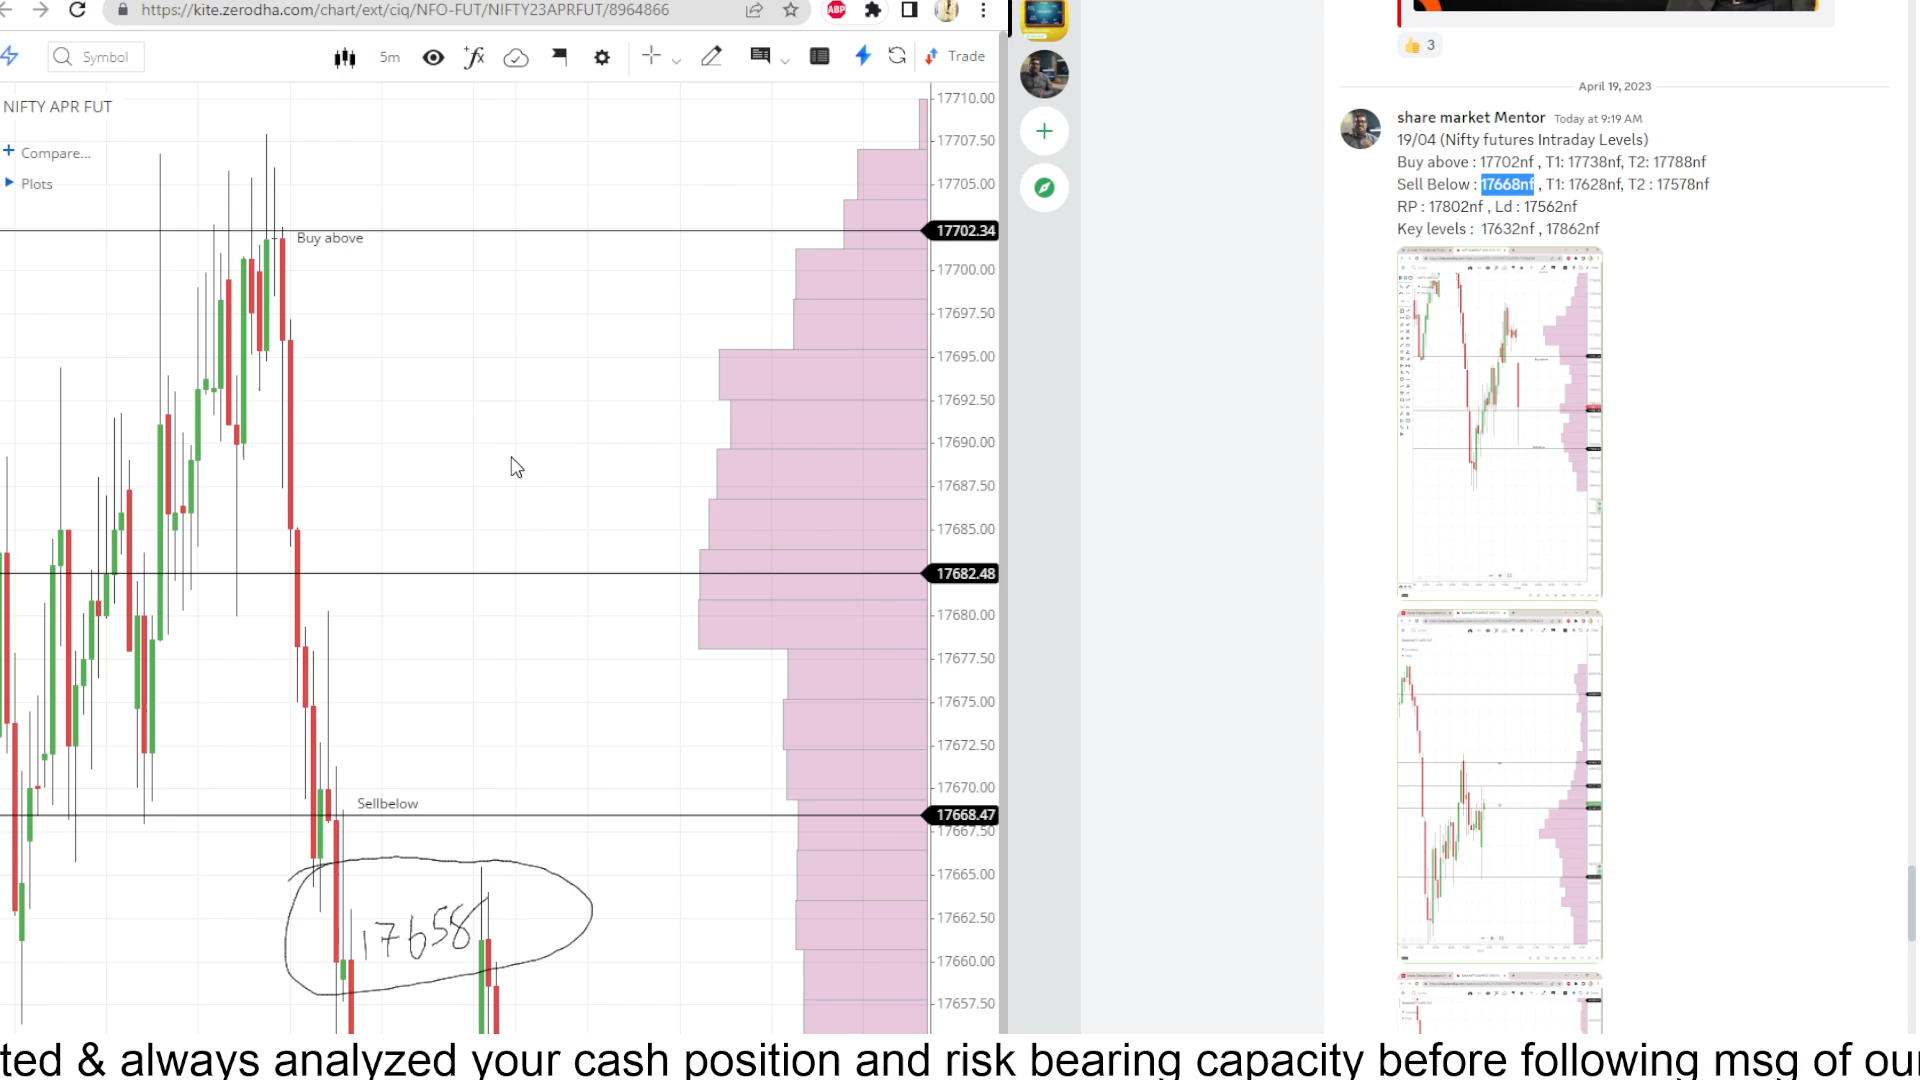 https://kite.zerodha.com/chart/ext/ciq/NFO-FUT/NIFTY23APRFUT/8964866
ABP
Symbol
5m
Trade
NIFTY APR FUT
Compare...
Plots
17710.00
17707.50
17705.00
17702.34
Buy above
17700.00
17697.50
17695.00
17692.50
17690.00
17687.50
17685.00
17682.48
17680.00
17677.50
17675.00
17672.50
17670.00
Sellbelow
17668.47
17667.50
17665.00
17662.50
17658
17660.00
17657.50
3
April 19, 2023
share market Mentor Today at 9:19 AM
19/04 (Nifty futures Intraday Levels)
Buy above : 17702nf , T1: 17738nf, T2: 17788nf
Sell Below : 17668nf , T1: 17628nf, T2 : 17578nf
RP : 17802nf , Ld : 17562nf
Key levels : 17632nf , 17862nf
ted & always analyzed your cash position and risk bearing capacity before following msg of our